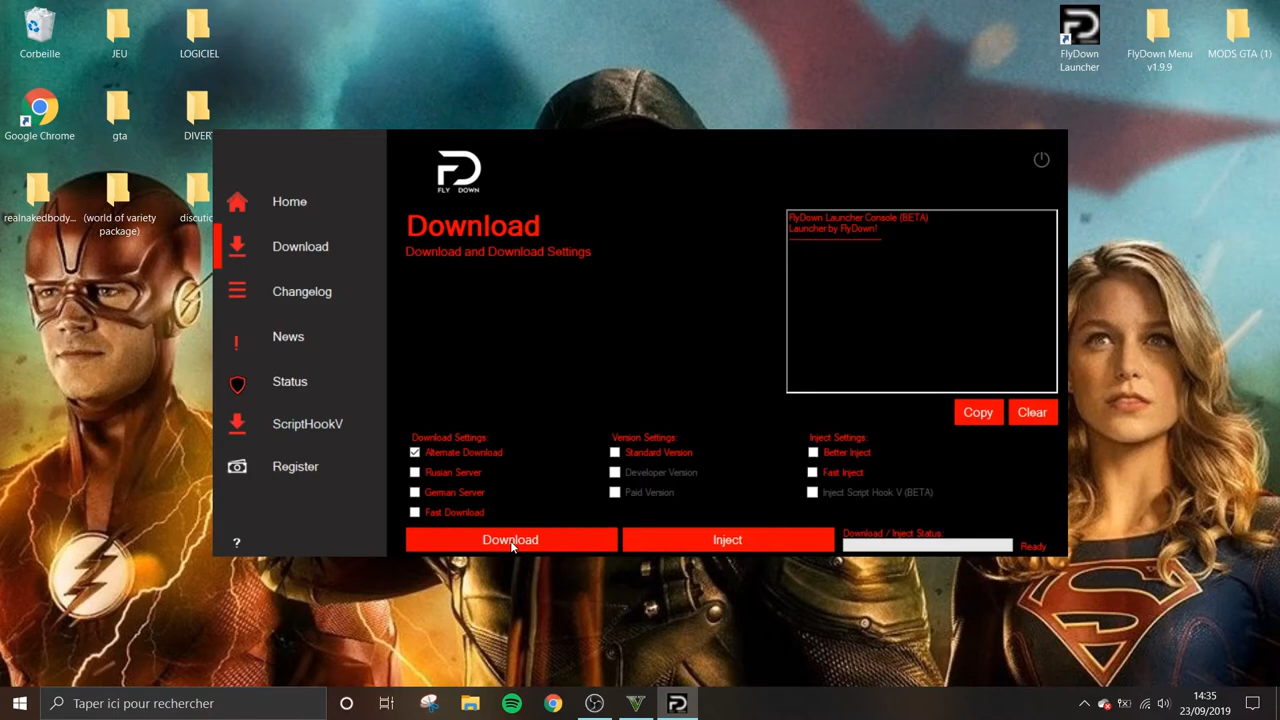 Corbeille
JEU
LOGICIEL
FlyDown
Launcher
FlyDown Menu
v1.9.9
MODS GTA (1)
Google Chrome
gta
DIVER
realnakedbody...
(world of variety
package)
discutic
FLY DOWN
Home
Download
Changelog
News
Status
ScriptHookV
Register
?
Download
Download and Download Settings
FlyDown Launcher Console (BETA)
Launcher by FlyDown!
Copy
Clear
Download Settings:
Alternate Download
Rusian Server
German Server
Fast Download
Version Settings:
Standard Version
Developer Version
Paid Version
Inject Settings:
Better Inject
Fast Inject
Inject Script Hook V (BETA)
Download
Inject
Download / Inject Status:
Ready
Taper ici pour rechercher
14:35
23/09/2019